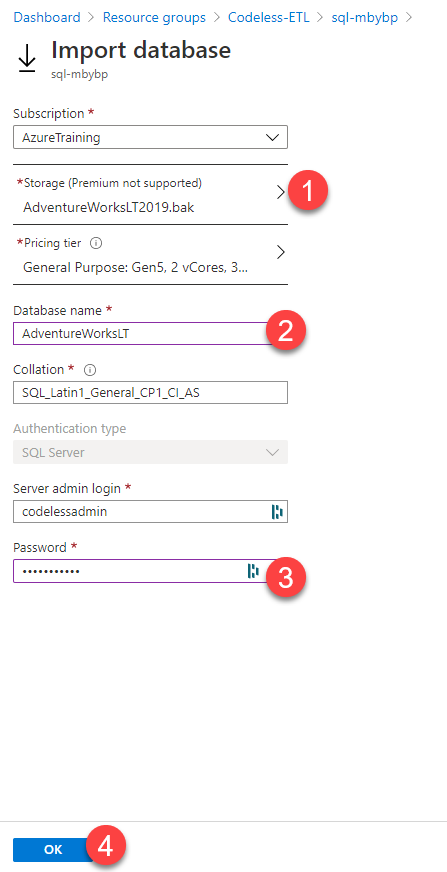 Dashboard > Resource groups > Codeless-ETL > sql-mbybp >
Import database
sql-mbybp
Subscription *
AzureTraining
*Storage (Premium not supported)
1
AdventureWorksLT2019.bak
*Pricing tier
General Purpose: Gen5, 2 vCores, 3...
Database name *
AdventureWorksLT
2
Collation *
SQL_Latin1_General_CP1_CI_AS
Authentication type
SQL Server
Server admin login *
codelessadmin
Password *
•••••••••••
3
OK
4